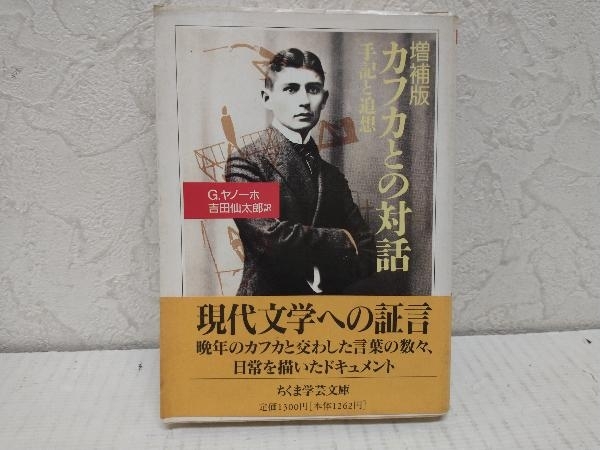 増補版
カフカとの対話
手記と追想
G.ヤノーホ
吉田仙太郎訳
現代文学への証言
晩年のカフカと交わした言葉の数々、
日常を描いたドキュメント
ちくま学芸文庫
定価1300円[本体1262円]